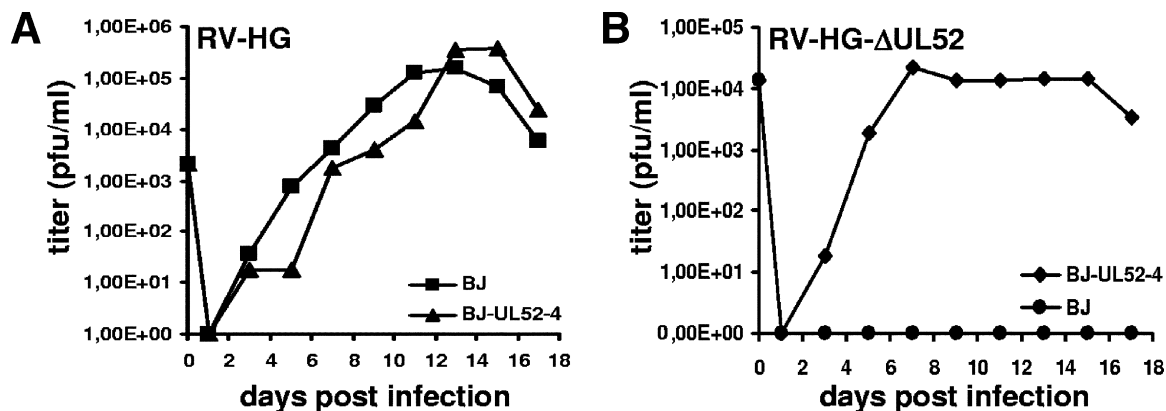 A
RV-HG
titer (pfu/ml)
1,00E+06
1,00E+05
1,00E+04
1,00E+03
1,00E+02
1,00E+01
1,00E+00
BJ
BJ-UL52-4
0 2 4 6 8 10 12 14 16 18
days post infection
B
RV-HG-ΔUL52
titer (pfu/ml)
1,00E+05
1,00E+04
1,00E+03
1,00E+02
1,00E+01
0,00E+00
BJ-UL52-4
BJ
0 2 4 6 8 10 12 14 16 18
days post infection